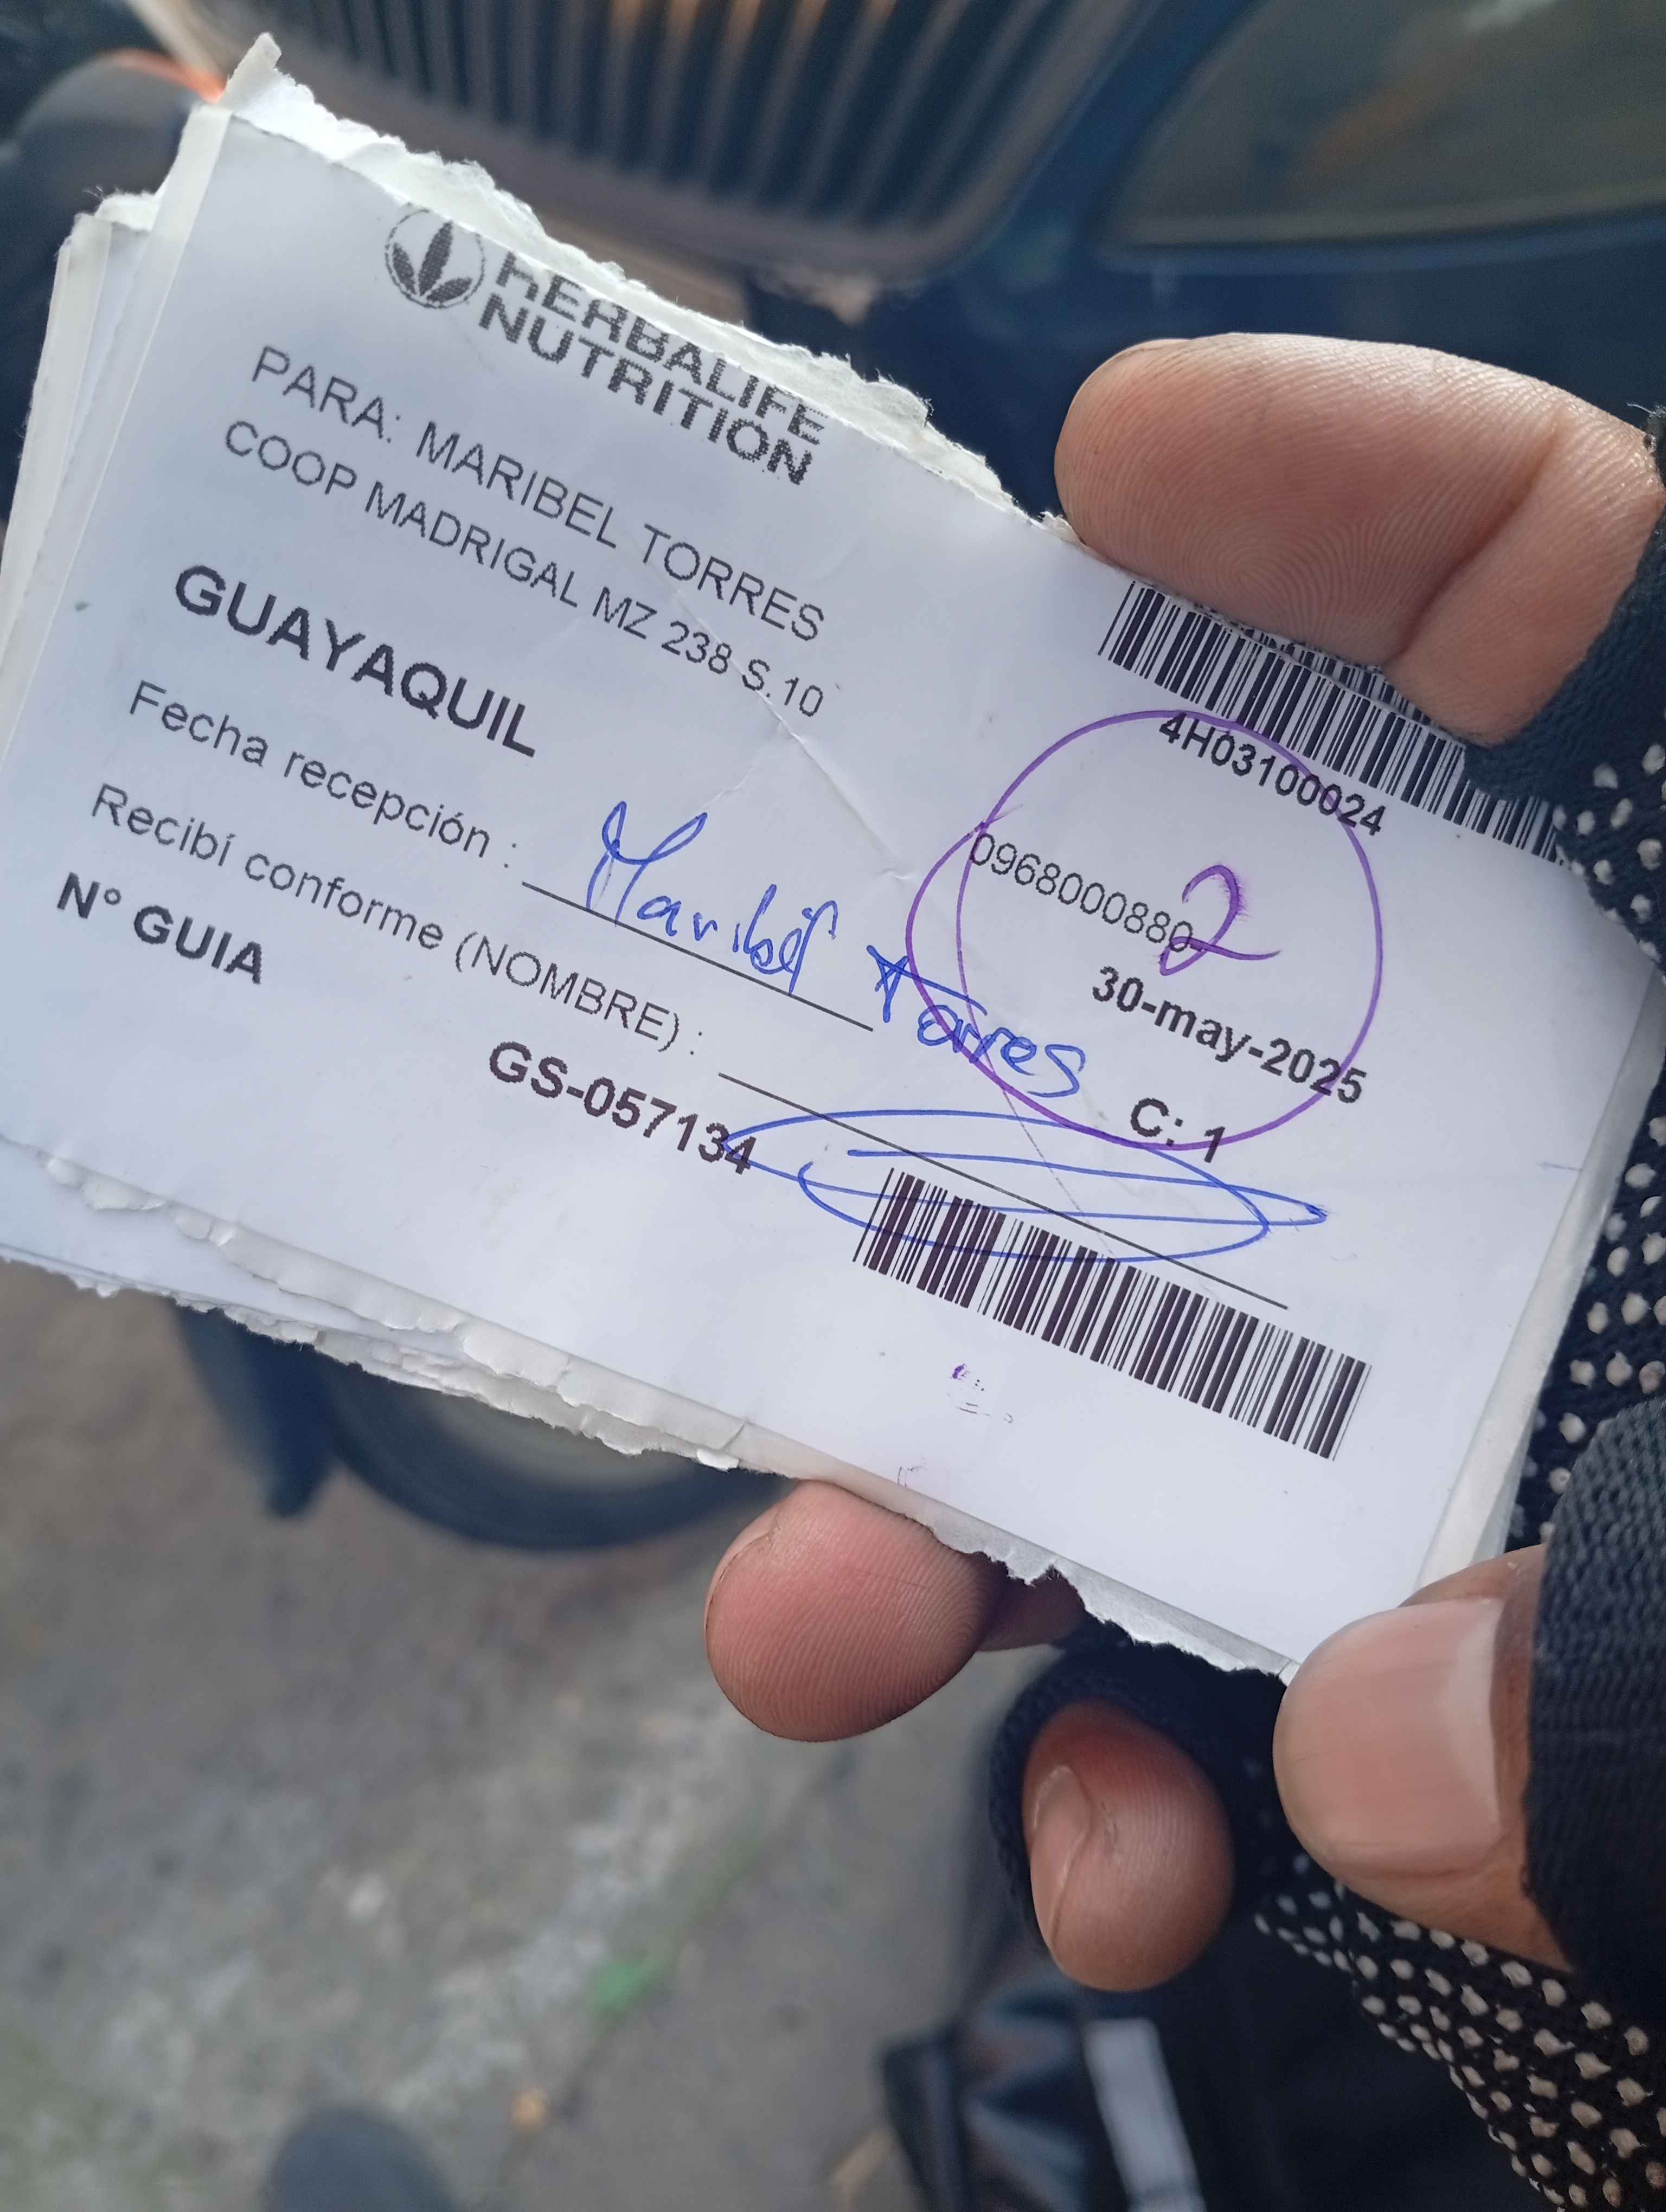 HERBALIFE
NUTRITION
PARA: MARIBEL TORRES
COOP MADRIGAL MZ 238 S.10
GUAYAQUIL
4H03100024
0968000880
2
30-may-2025
C: 1
Fecha recepción :
Maribel Torres
Recibí conforme (NOMBRE) :
N° GUIA
GS-057134